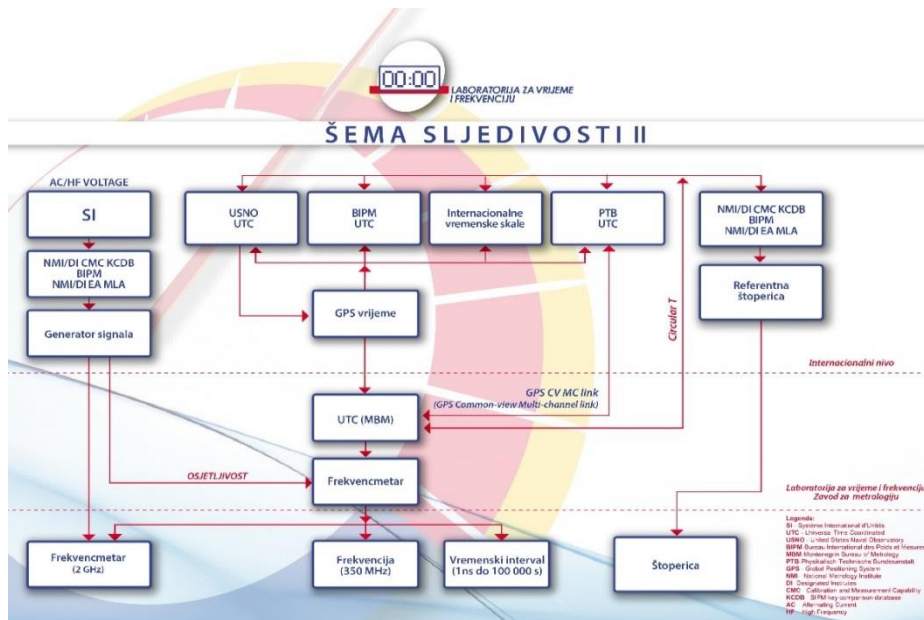 00:00
LABORATORIJA ZA VRIJEME
I FREKVENCIJU
ŠEMA SLJEDIVOSTI II
AC/HF VOLTAGE
SI
USNO
UTC
BIPM
UTC
Internacionalne
vremenske skale
PTB
UTC
NMI/DI CMC KCDB
BIPM
NMI/DI EA MLA
NMI/DI CMC KCDB
BIPM
NMI/DI EA MLA
Referentna
štoperica
GPS vrijeme
Generator signala
Circular T
Internacionalni nivo
GPS CV MC link
(GPS Common-view Multi-channel link)
UTC (MBM)
OSJETLJIVOST
Frekvencmetar
Laboratorija za vrijeme i frekvenciju
Zavod za metrologiju
Frekvencmetar
(2 GHz)
Frekvencija
(350 MHz)
Vremenski interval
(1ns do 100 000 s)
Štoperica
Legenda:
SI - Système International d'Unités
UTC - Universal Time Coordinated
USNO - United States Naval Observatory
BIPM Bureau International des Poids et Mesures
MBM Montenegrin Bureau of Metrology
PTB Physikalisch Technische Bundesanstalt
GPS - Global Positioning System
NMI - National Metrology Institute
DI Designated Institutes
CMC - Calibration and Measurement Capability
KCDB - BIPM key comparison database
AC - Alternating Current
HF - High Frequency